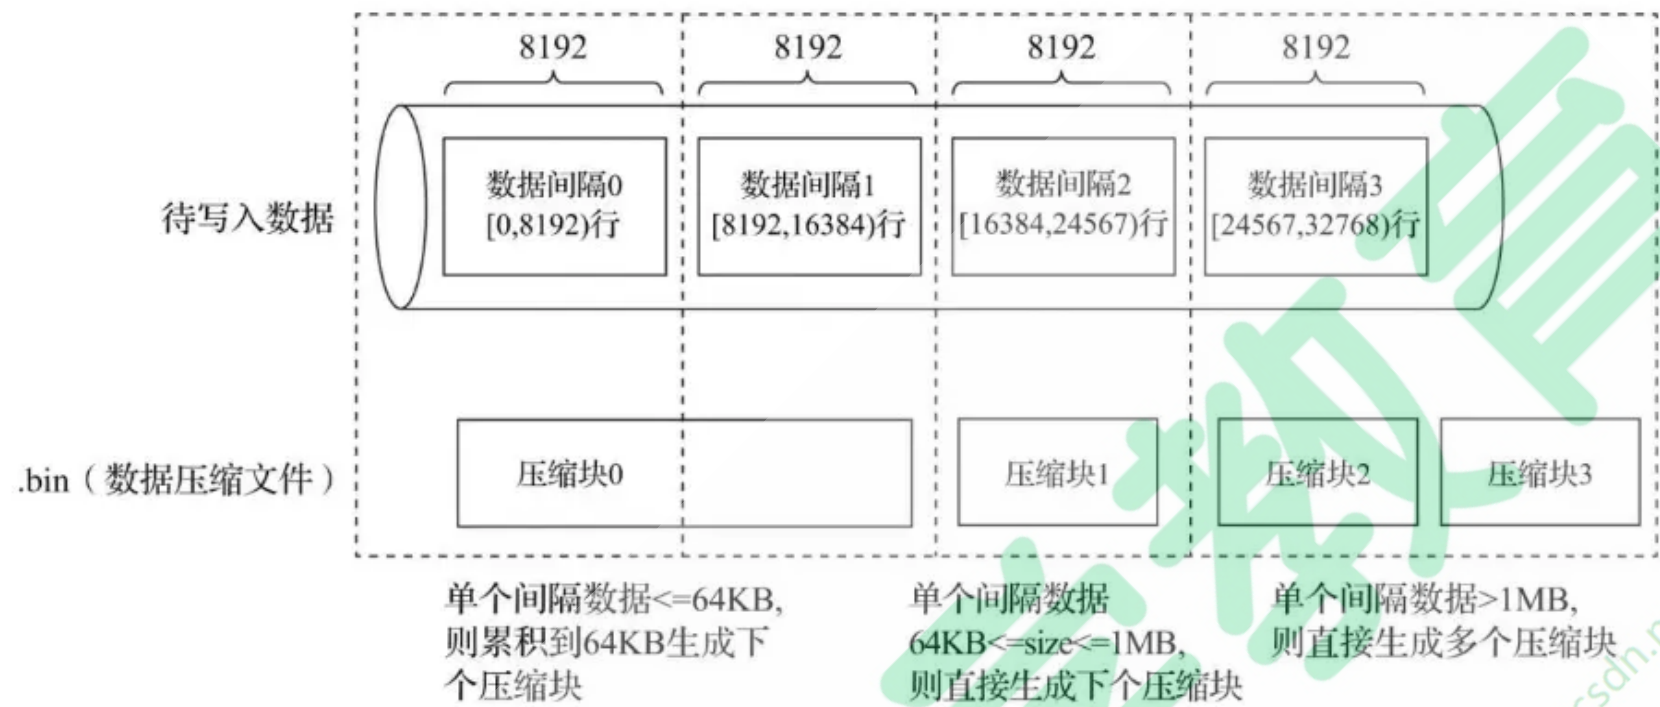 8192 8192 8192 8192
待写入数据
数据间隔0
[0,8192)行
数据间隔1
[8192,16384)行
数据间隔2
[16384,24567)行
数据间隔3
[24567,32768)行
.bin（数据压缩文件）
压缩块0
压缩块1
压缩块2
压缩块3
单个间隔数据<=64KB,
则累积到64KB生成下
个压缩块
单个间隔数据
64KB<=size<=1MB,
则直接生成下个压缩块
单个间隔数据>1MB,
则直接生成多个压缩块
教育
csdn.n